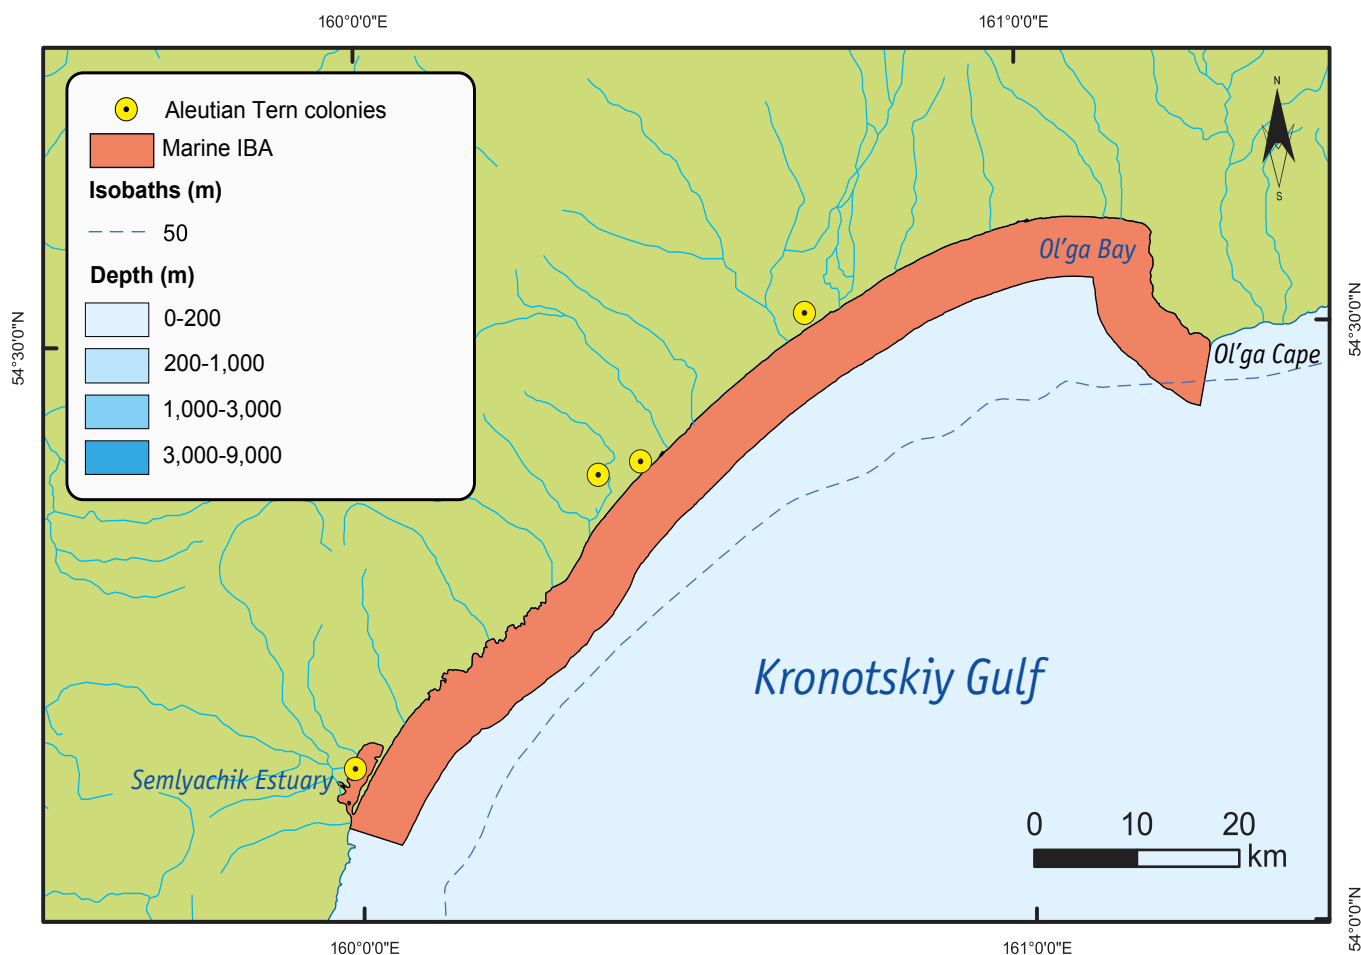 160°0'0"E
161°0'0"E
N
S
Aleutian Tern colonies
Marine IBA
Isobaths (m)
50
Depth (m)
0-200
200-1,000
1,000-3,000
3,000-9,000
Ol'ga Bay
54°30'0"N
54°30'0"N
Ol'ga Cape
Kronotskiy Gulf
Semlyachik Estuary
0 10 20
km
54°0'0"N
160°0'0"E
161°0'0"E